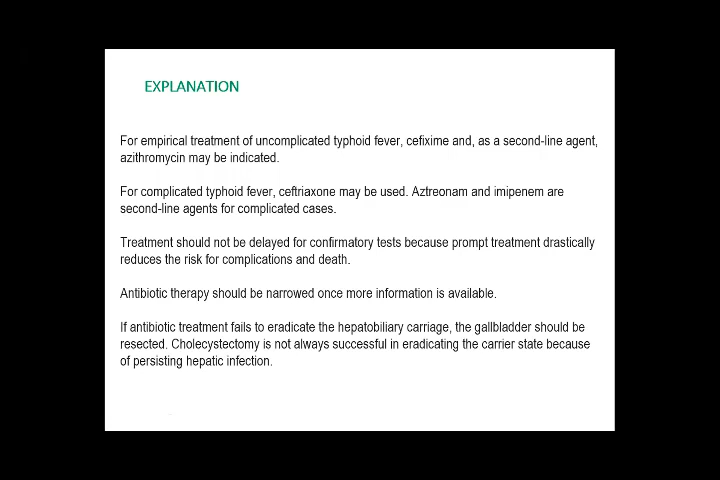 EXPLANATION
For empirical treatment of uncomplicated typhoid fever, cefixime and, as a second-line agent,
azithromycin may be indicated.
For complicated typhoid fever, ceftriaxone may be used. Aztreonam and imipenem are
second-line agents for complicated cases.
Treatment should not be delayed for confirmatory tests because prompt treatment drastically
reduces the risk for complications and death.
Antibiotic therapy should be narrowed once more information is available.
If antibiotic treatment fails to eradicate the hepatobiliary carriage, the gallbladder should be
resected. Cholecystectomy is not always successful in eradicating the carrier state because
of persisting hepatic infection.